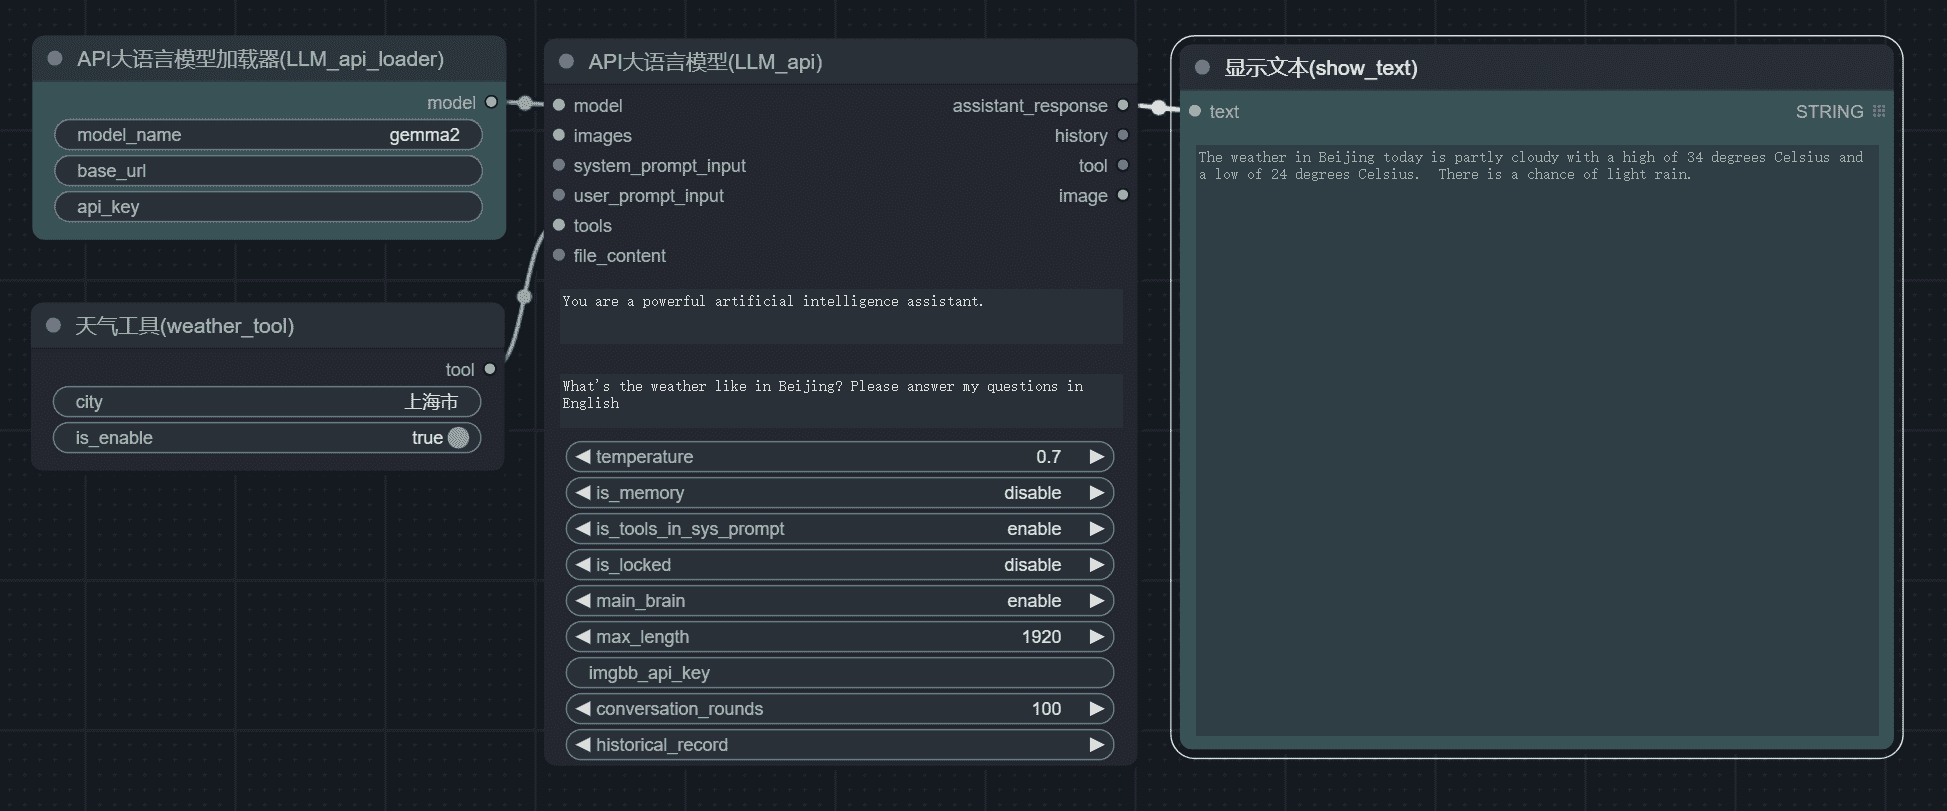 API大语言模型加载器(LLM_api_loader)
model
model_name gemma2
base_url
api_key
天气工具(weather_tool)
tool
city 上海市
is_enable true
API大语言模型(LLM_api)
model assistant_response
images history
system_prompt_input tool
user_prompt_input image
tools
file_content
You are a powerful artificial intelligence assistant.
What's the weather like in Beijing? Please answer my questions in
English
temperature 0.7
is_memory disable
is_tools_in_sys_prompt enable
is_locked disable
main_brain enable
max_length 1920
imgbb_api_key
conversation_rounds 100
historical_record
显示文本(show_text)
text STRING
The weather in Beijing today is partly cloudy with a high of 34 degrees Celsius and
a low of 24 degrees Celsius.  There is a chance of light rain.